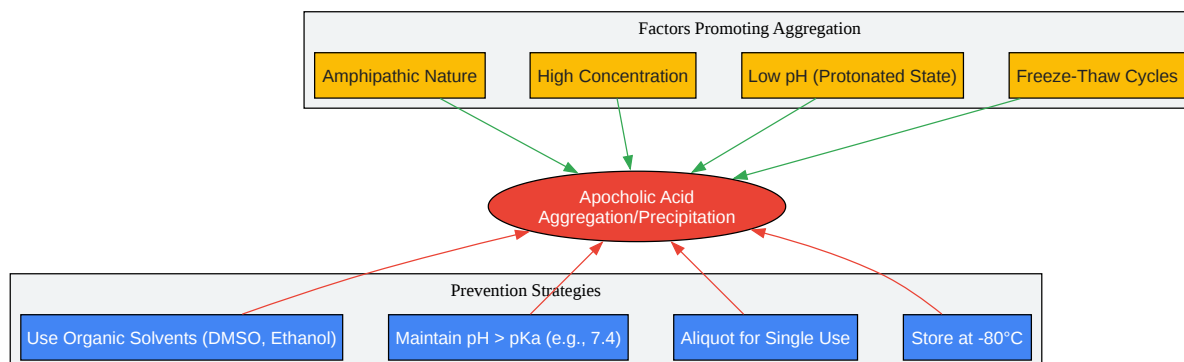 Factors Promoting Aggregation
Amphipathic Nature
High Concentration
Low pH (Protonated State)
Freeze-Thaw Cycles
Apocholic Acid
Aggregation/Precipitation
Prevention Strategies
Use Organic Solvents (DMSO, Ethanol)
Maintain pH > pKa (e.g., 7.4)
Aliquot for Single Use
Store at -80°C